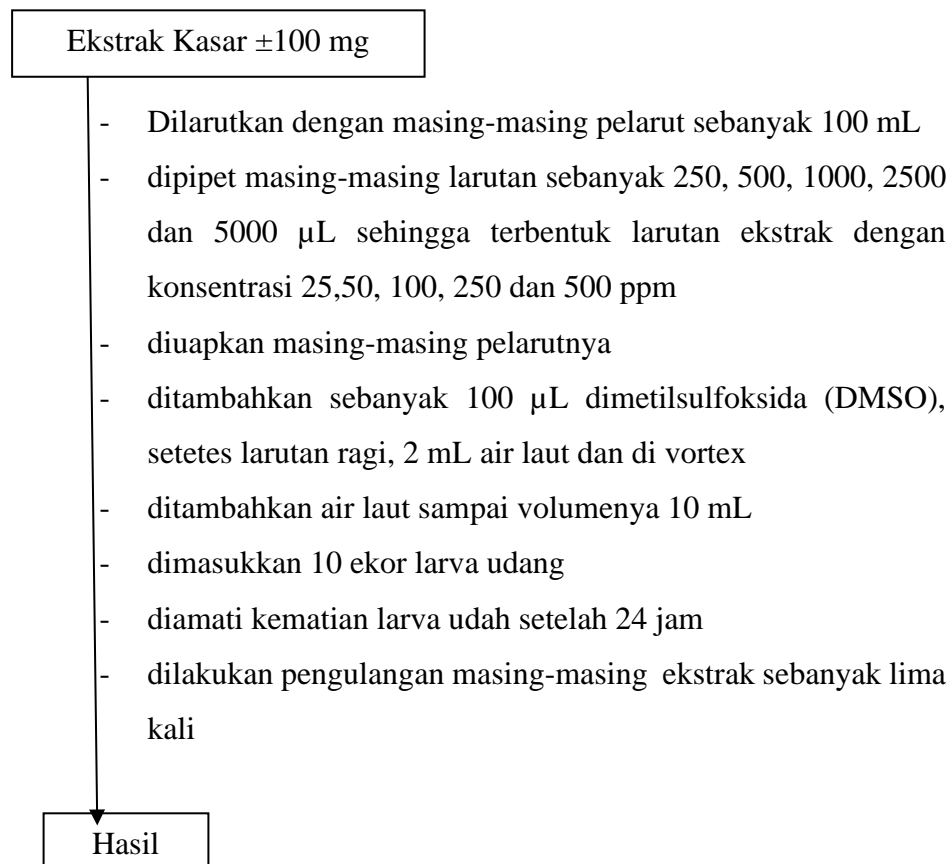 Ekstrak Kasar ±100 mg
- Dilarutkan dengan masing-masing pelarut sebanyak 100 mL
- dipipet masing-masing larutan sebanyak 250, 500, 1000, 2500
dan 5000 µL sehingga terbentuk larutan ekstrak dengan
konsentrasi 25,50, 100, 250 dan 500 ppm
- diuapkan masing-masing pelarutnya
- ditambahkan sebanyak 100 µL dimetilsulfoksida (DMSO),
setetes larutan ragi, 2 mL air laut dan di vortex
- ditambahkan air laut sampai volumenya 10 mL
- dimasukkan 10 ekor larva udang
- diamati kematian larva udah setelah 24 jam
- dilakukan pengulangan masing-masing ekstrak sebanyak lima
kali
Hasil